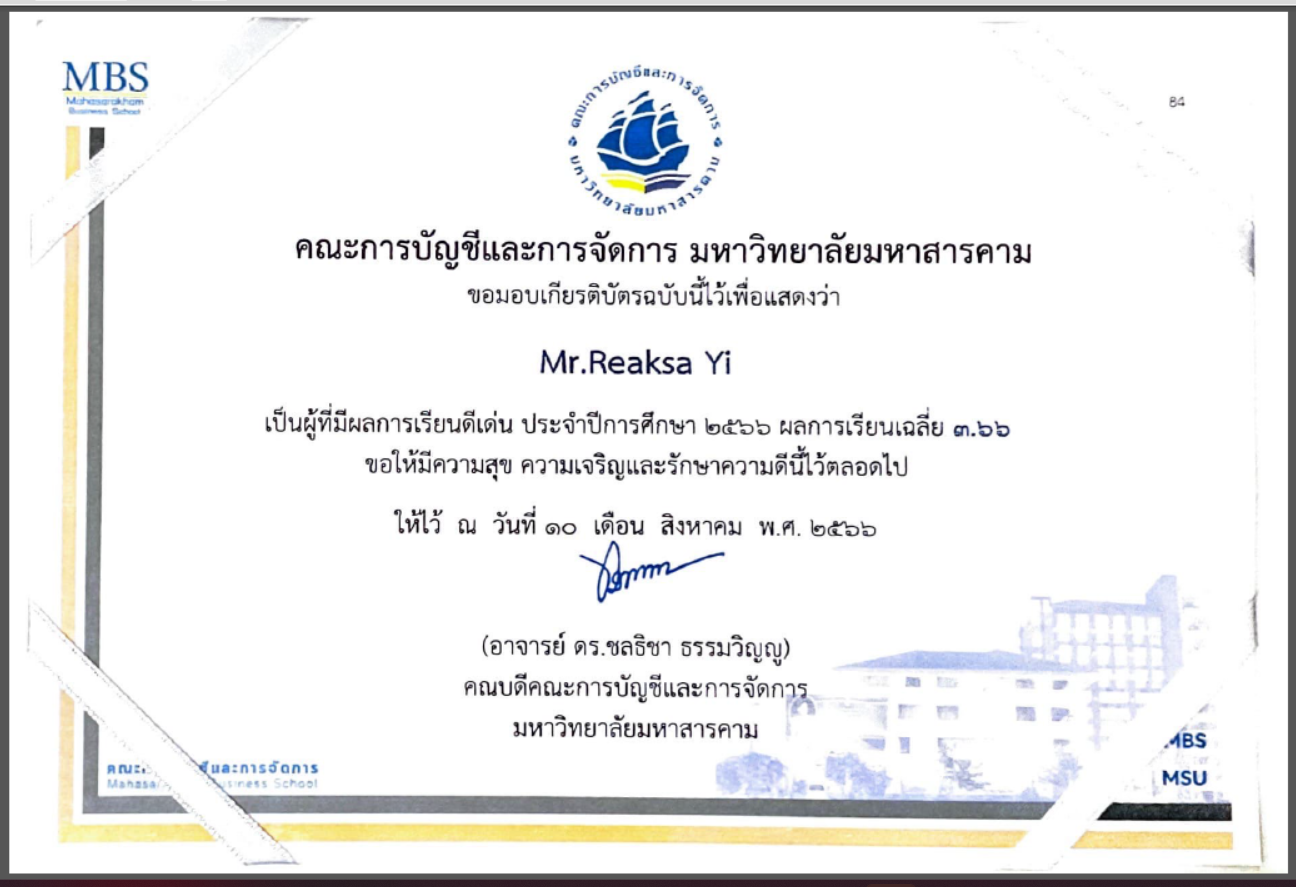 MBS
Mahasarakham
Business School
คณะการบัญชีและการจัดการ
มหาวิทยาลัยมหาสารคาม
84
คณะการบัญชีและการจัดการ มหาวิทยาลัยมหาสารคาม
ขอมอบเกียรติบัตรฉบับนี้ไว้เพื่อแสดงว่า
Mr.Reaksa Yi
เป็นผู้ที่มีผลการเรียนดีเด่น ประจำปีการศึกษา ๒๕๖๖ ผลการเรียนเฉลี่ย ๓.๖๖
ขอให้มีความสุข ความเจริญและรักษาความดีนี้ไว้ตลอดไป
ให้ไว้ ณ วันที่ ๑๐ เดือน สิงหาคม พ.ศ. ๒๕๖๖
(อาจารย์ ดร.ชลธิชา ธรรมวิญญู)
คณบดีคณะการบัญชีและการจัดการ
มหาวิทยาลัยมหาสารคาม
MBS
MSU
และการจัดการ
School